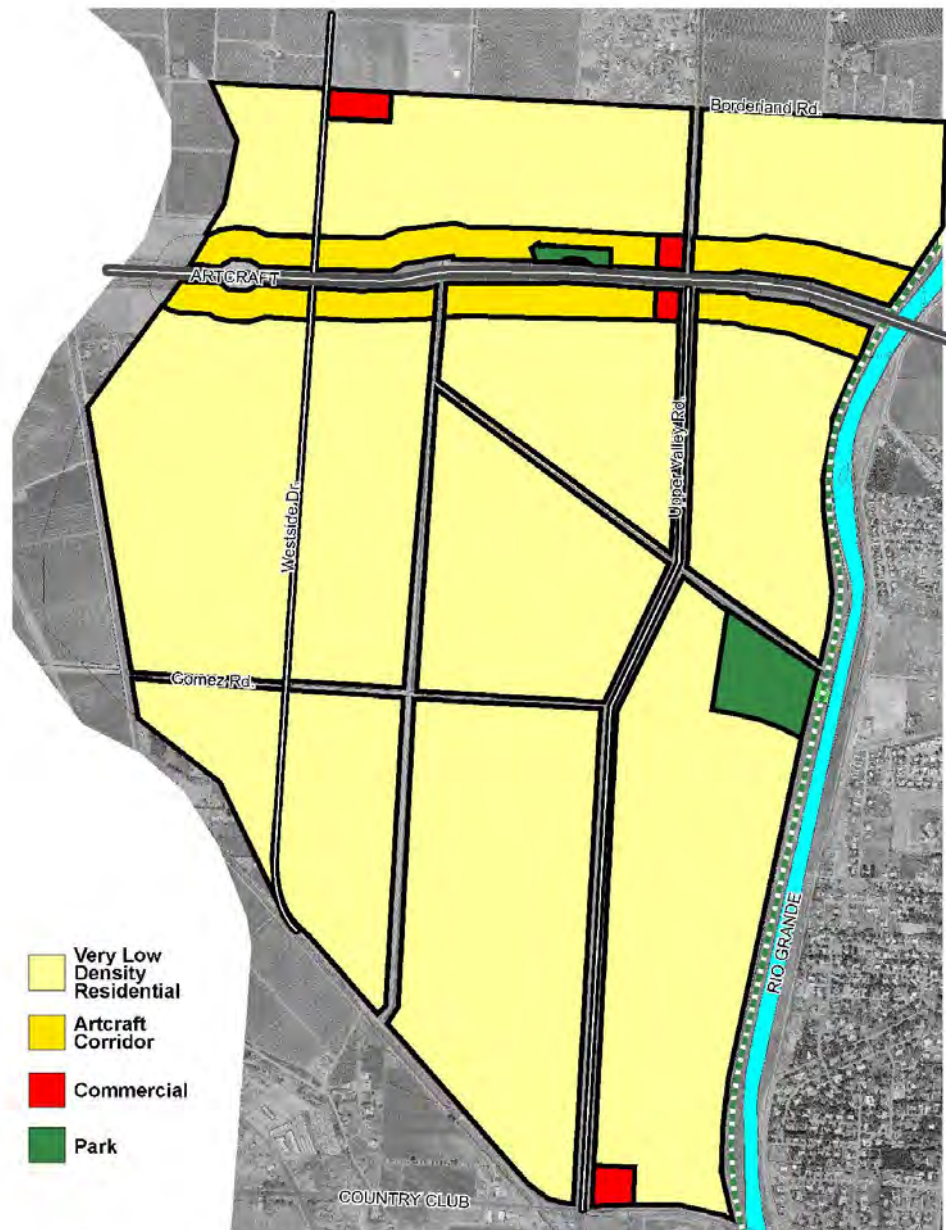 Borderland Rd.
ARTCRAFT
Upper Valley Rd.
Westside Dr.
Gomez Rd.
RIO GRANDE
Very Low
Density
Residential
Artcraft
Corridor
Commercial
Park
COUNTRY CLUB